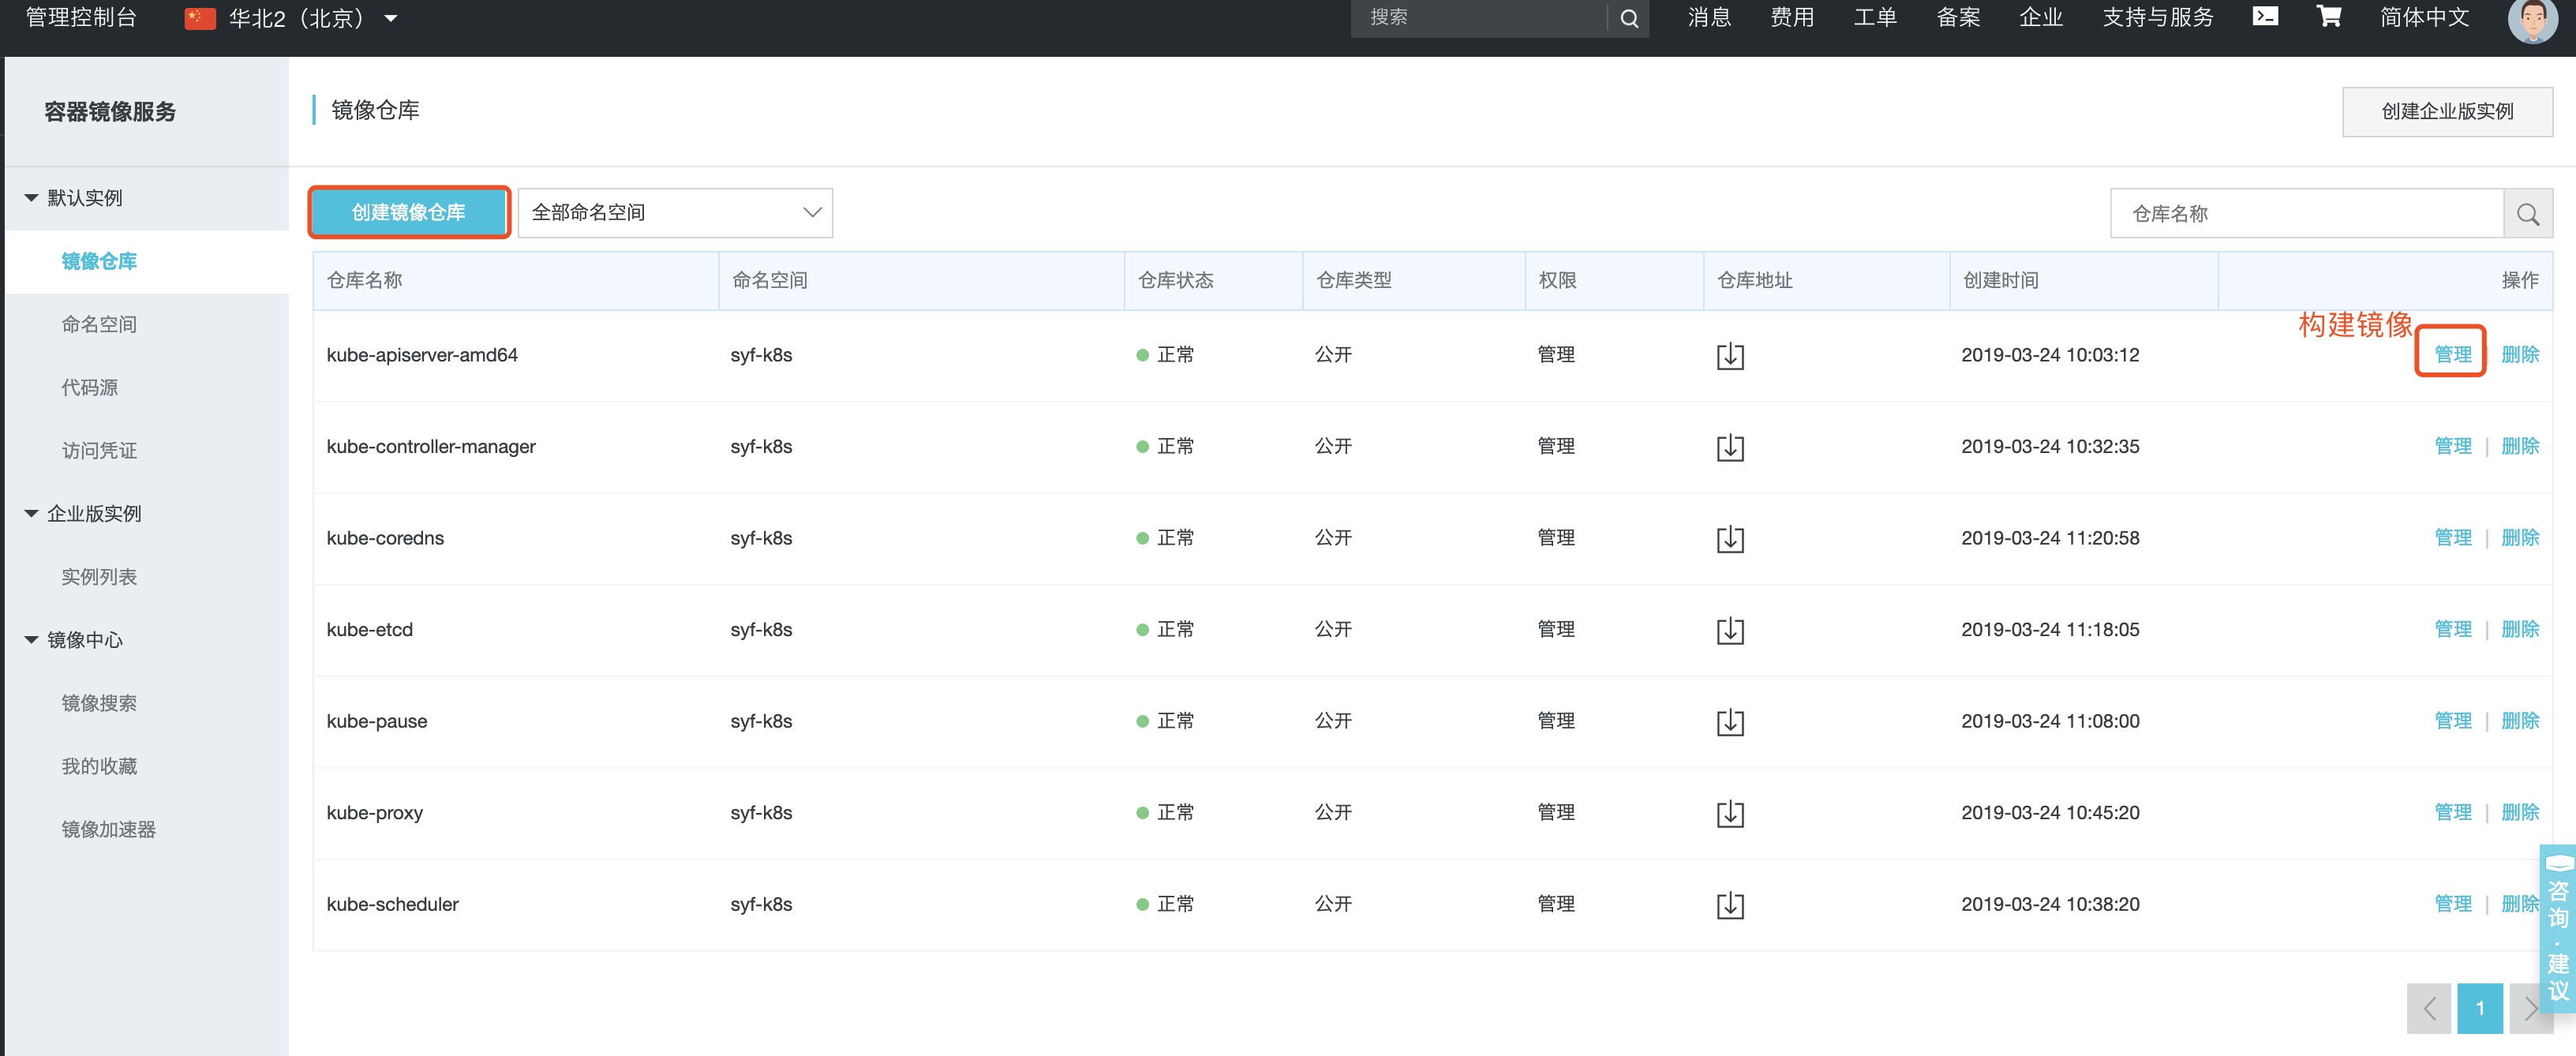 管理控制台 华北2（北京） 搜索 消息 费用 工单 备案 企业 支持与服务 简体中文
容器镜像服务
默认实例
镜像仓库
命名空间
代码源
访问凭证
企业版实例
实例列表
镜像中心
镜像搜索
我的收藏
镜像加速器
镜像仓库
创建企业版实例
创建镜像仓库 全部命名空间 仓库名称
仓库名称 命名空间 仓库状态 仓库类型 权限 仓库地址 创建时间 操作
构建镜像
kube-apiserver-amd64 syf-k8s 正常 公开 管理 2019-03-24 10:03:12 管理 删除
kube-controller-manager syf-k8s 正常 公开 管理 2019-03-24 10:32:35 管理 | 删除
kube-coredns syf-k8s 正常 公开 管理 2019-03-24 11:20:58 管理 | 删除
kube-etcd syf-k8s 正常 公开 管理 2019-03-24 11:18:05 管理 | 删除
kube-pause syf-k8s 正常 公开 管理 2019-03-24 11:08:00 管理 | 删除
kube-proxy syf-k8s 正常 公开 管理 2019-03-24 10:45:20 管理 | 删除
kube-scheduler syf-k8s 正常 公开 管理 2019-03-24 10:38:20 管理 | 删除
咨询·建议
1